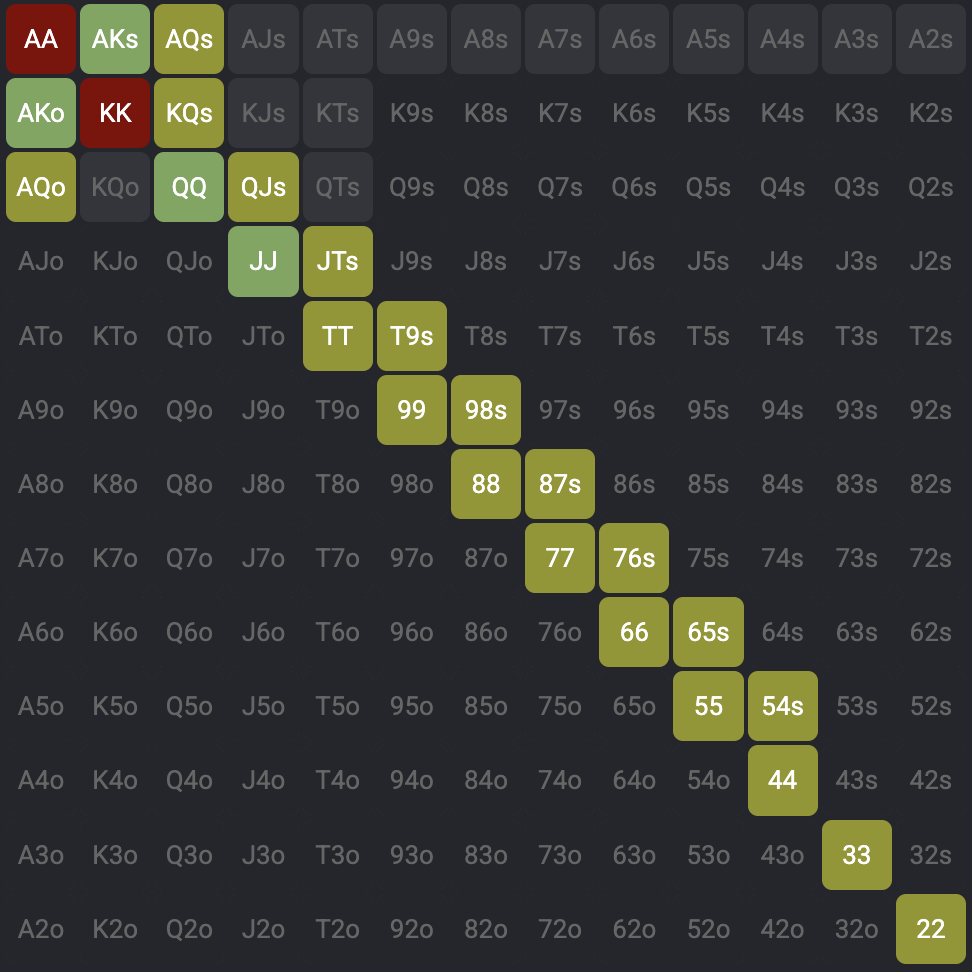 AA AKs AQs AJs ATs A9s A8s A7s A6s A5s A4s A3s A2s
AKo KK KQs KJs KTs K9s K8s K7s K6s K5s K4s K3s K2s
AQo KQo QQ QJs QTs Q9s Q8s Q7s Q6s Q5s Q4s Q3s Q2s
AJo KJo QJo JJ JTs J9s J8s J7s J6s J5s J4s J3s J2s
ATo KTo QTo JTo TT T9s T8s T7s T6s T5s T4s T3s T2s
A9o K9o Q9o J9o T9o 99 98s 97s 96s 95s 94s 93s 92s
A8o K8o Q8o J8o T8o 98o 88 87s 86s 85s 84s 83s 82s
A7o K7o Q7o J7o T7o 97o 87o 77 76s 75s 74s 73s 72s
A6o K6o Q6o J6o T6o 96o 86o 76o 66 65s 64s 63s 62s
A5o K5o Q5o J5o T5o 95o 85o 75o 65o 55 54s 53s 52s
A4o K4o Q4o J4o T4o 94o 84o 74o 64o 54o 44 43s 42s
A3o K3o Q3o J3o T3o 93o 83o 73o 63o 53o 43o 33 32s
A2o K2o Q2o J2o T2o 92o 82o 72o 62o 52o 42o 32o 22